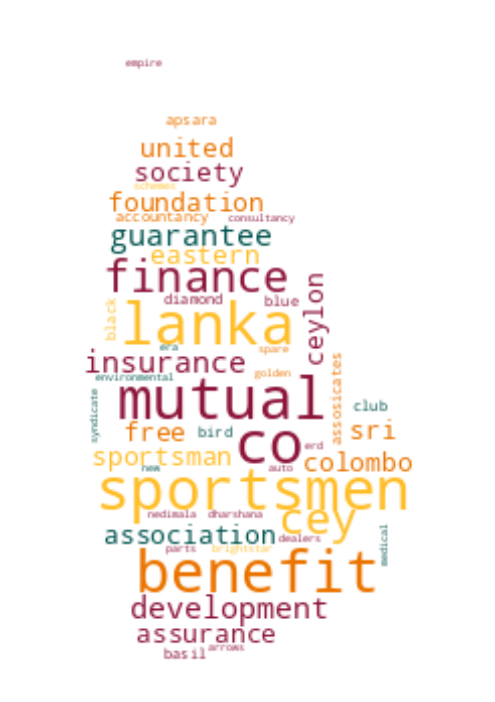 empire
apsara
united
society
schemes
foundation
accountancy consultancy
guarantee
eastern
finance
diamond blue
black lanka ceylon
era spare
insurance
environmental golden
mutual
syndicate assosicates club
free bird sri
co erd
sportsman colombo
new auto
sportsmen
nedimala dharshana cey
association dealers medical
parts brightstar
benefit
development
assurance
basil arrows